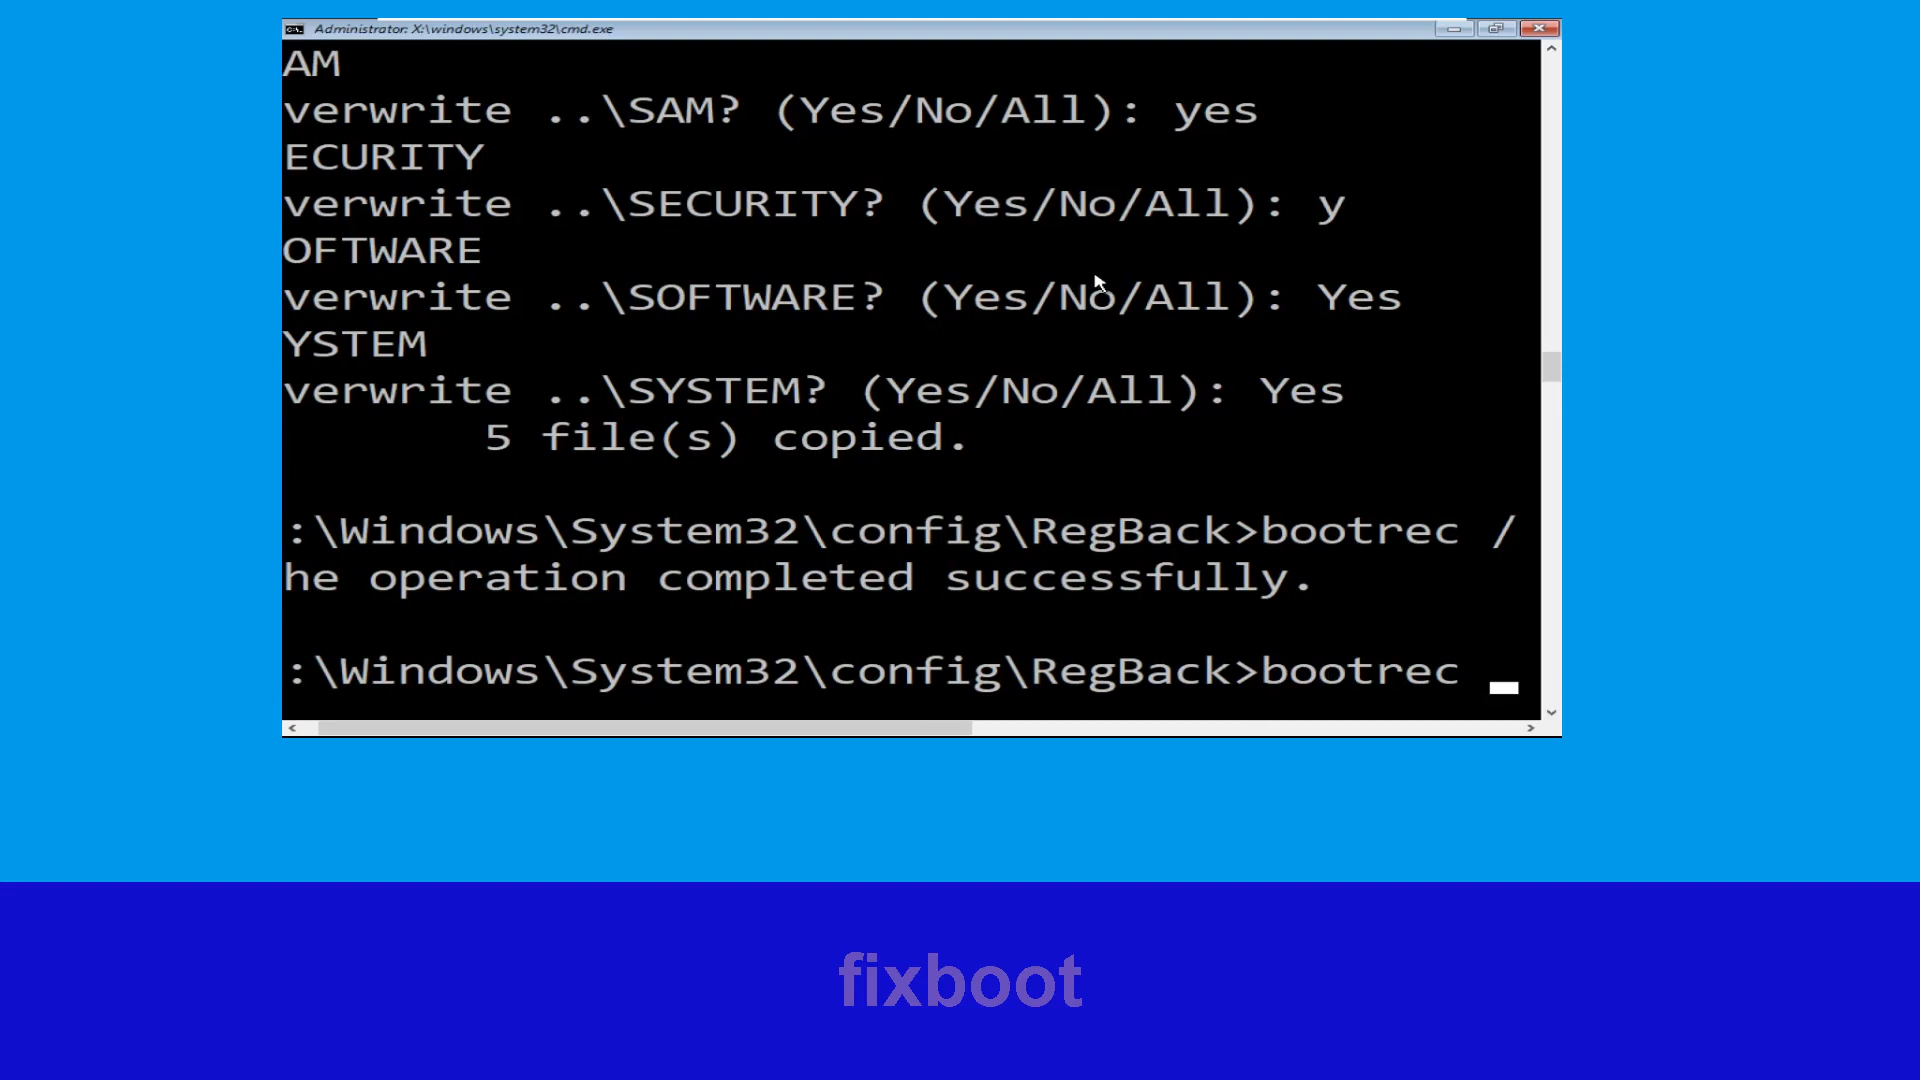 Administrator: X:\windows\system32\cmd.exe
AM
verwrite ..\SAM? (Yes/No/All): yes
ECURITY
verwrite ..\SECURITY? (Yes/No/All): y
OFTWARE
verwrite ..\SOFTWARE? (Yes/No/All): Yes
YSTEM
verwrite ..\SYSTEM? (Yes/No/All): Yes
5 file(s) copied.
:\Windows\System32\config\RegBack>bootrec /
he operation completed successfully.
:\Windows\System32\config\RegBack>bootrec
fixboot